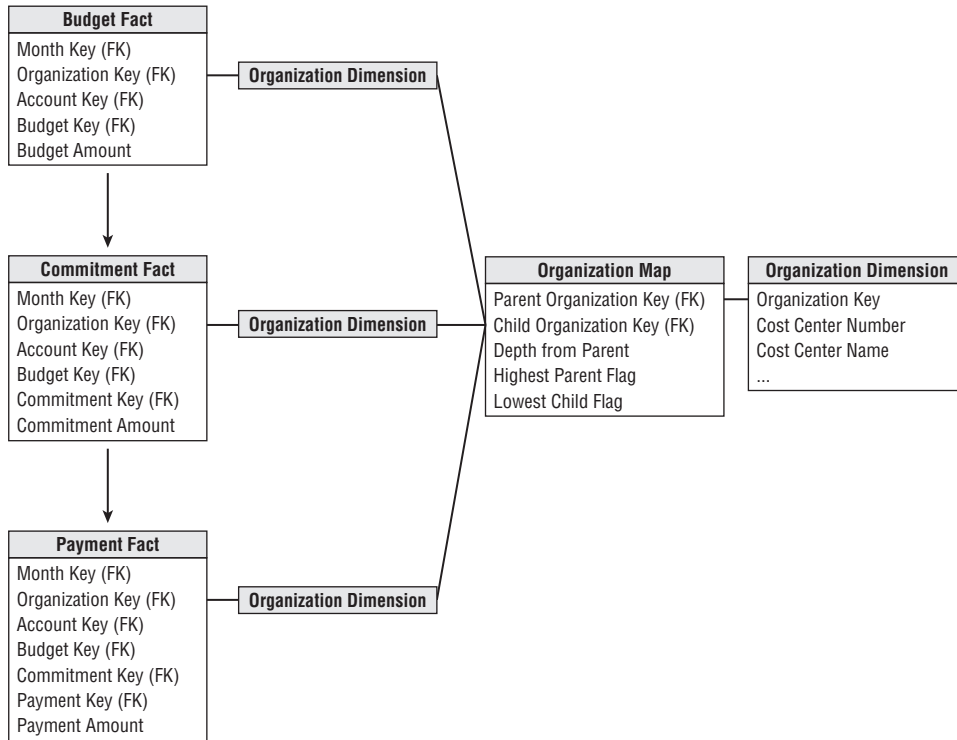 Budget Fact
Month Key (FK)
Organization Key (FK)
Account Key (FK)
Budget Key (FK)
Budget Amount
Organization Dimension
Commitment Fact
Month Key (FK)
Organization Key (FK)
Account Key (FK)
Budget Key (FK)
Commitment Key (FK)
Commitment Amount
Organization Dimension
Organization Map
Parent Organization Key (FK)
Child Organization Key (FK)
Depth from Parent
Highest Parent Flag
Lowest Child Flag
Organization Dimension
Organization Key
Cost Center Number
Cost Center Name
...
Payment Fact
Month Key (FK)
Organization Key (FK)
Account Key (FK)
Budget Key (FK)
Commitment Key (FK)
Payment Key (FK)
Payment Amount
Organization Dimension